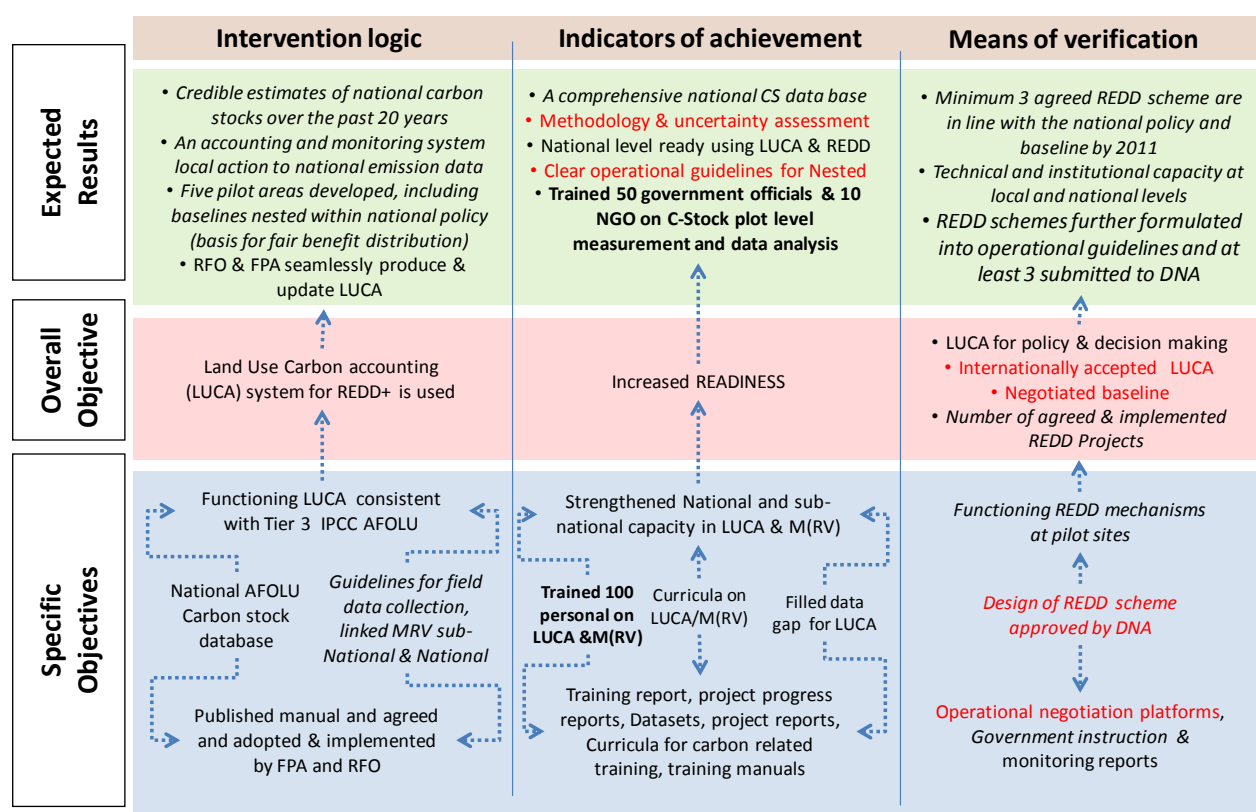 Intervention logic
Indicators of achievement
Means of verification
Expected
Results
• Credible estimates of national carbon
stocks over the past 20 years
• An accounting and monitoring system
local action to national emission data
• Five pilot areas developed, including
baselines nested within national policy
(basis for fair benefit distribution)
• RFO & FPA seamlessly produce &
update LUCA
• A comprehensive national CS data base
• Methodology & uncertainty assessment
• National level ready using LUCA & REDD
• Clear operational guidelines for Nested
• Trained 50 government officials & 10
NGO on C-Stock plot level
measurement and data analysis
• Minimum 3 agreed REDD scheme are
in line with the national policy and
baseline by 2011
• Technical and institutional capacity at
local and national levels
• REDD schemes further formulated
into operational guidelines and at
least 3 submitted to DNA
Overall
Objective
Land Use Carbon accounting
(LUCA) system for REDD+ is used
Increased READINESS
• LUCA for policy & decision making
• Internationally accepted LUCA
• Negotiated baseline
• Number of agreed & implemented
REDD Projects
Specific
Objectives
Functioning LUCA consistent
with Tier 3 IPCC AFOLU
National AFOLU
Carbon stock
database
Guidelines for field
data collection,
linked MRV sub-
National & National
Published manual and agreed
and adopted & implemented
by FPA and RFO
Strengthened National and sub-
national capacity in LUCA & M(RV)
Trained 100
personal on
LUCA &M(RV)
Curricula on
LUCA/M(RV)
Filled data
gap for LUCA
Training report, project progress
reports, Datasets, project reports,
Curricula for carbon related
training, training manuals
Functioning REDD mechanisms
at pilot sites
Design of REDD scheme
approved by DNA
Operational negotiation platforms,
Government instruction &
monitoring reports